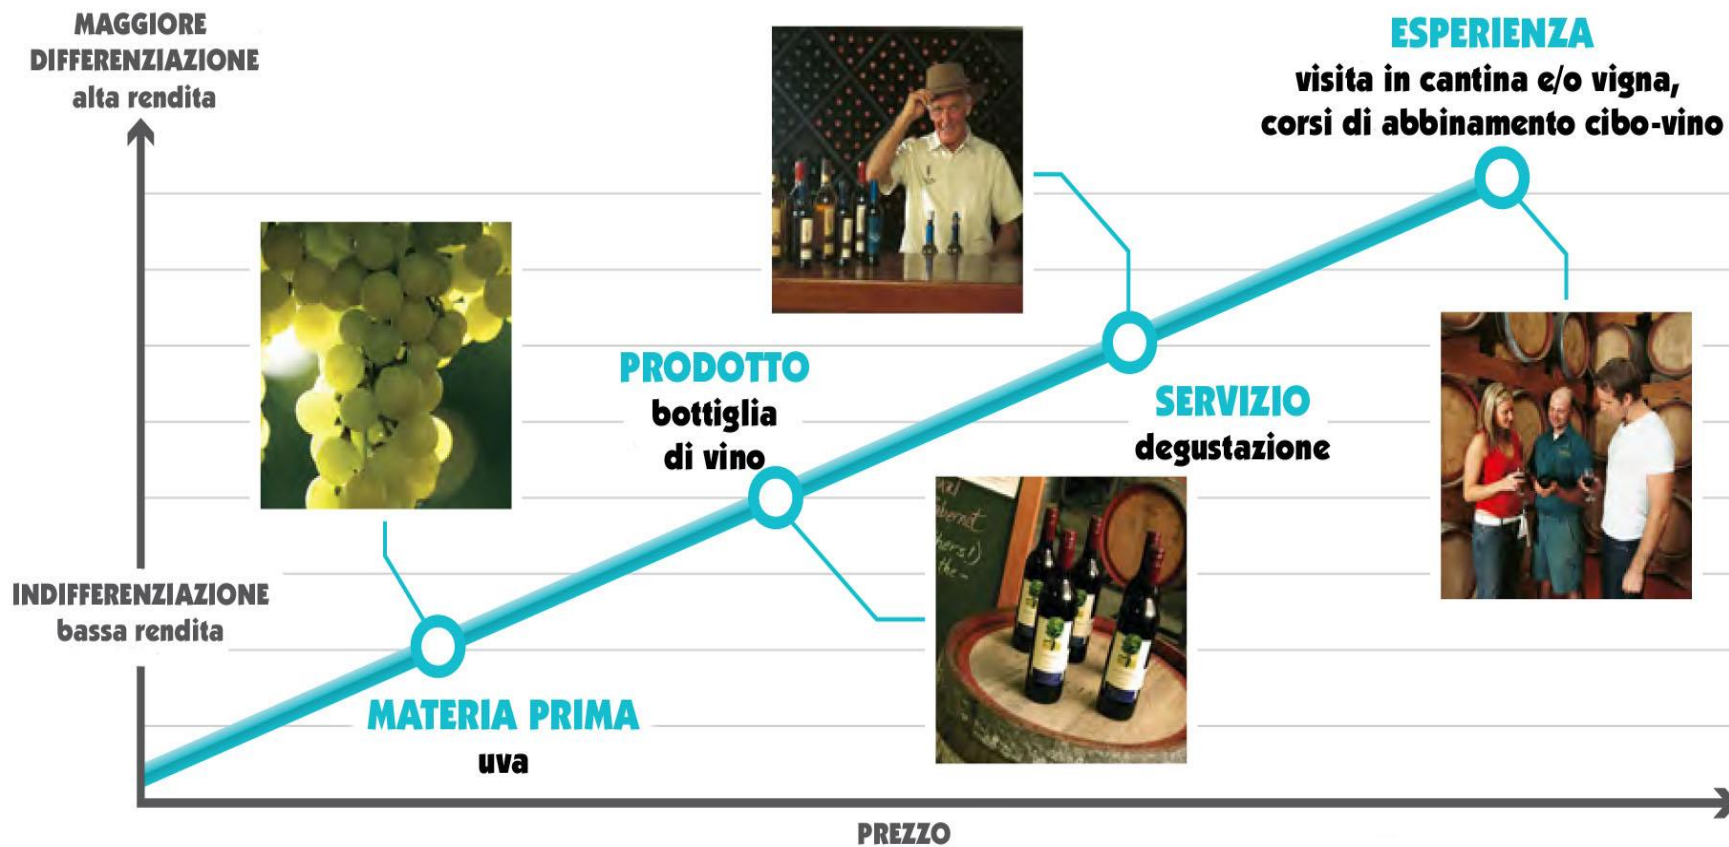 MAGGIORE
DIFFERENZIAZIONE
alta rendita
ESPERIENZA
visita in cantina e/o vigna,
corsi di abbinamento cibo-vino
PRODOTTO
bottiglia
di vino
SERVIZIO
degustazione
INDIFFERENZIAZIONE
bassa rendita
MATERIA PRIMA
uva
PREZZO